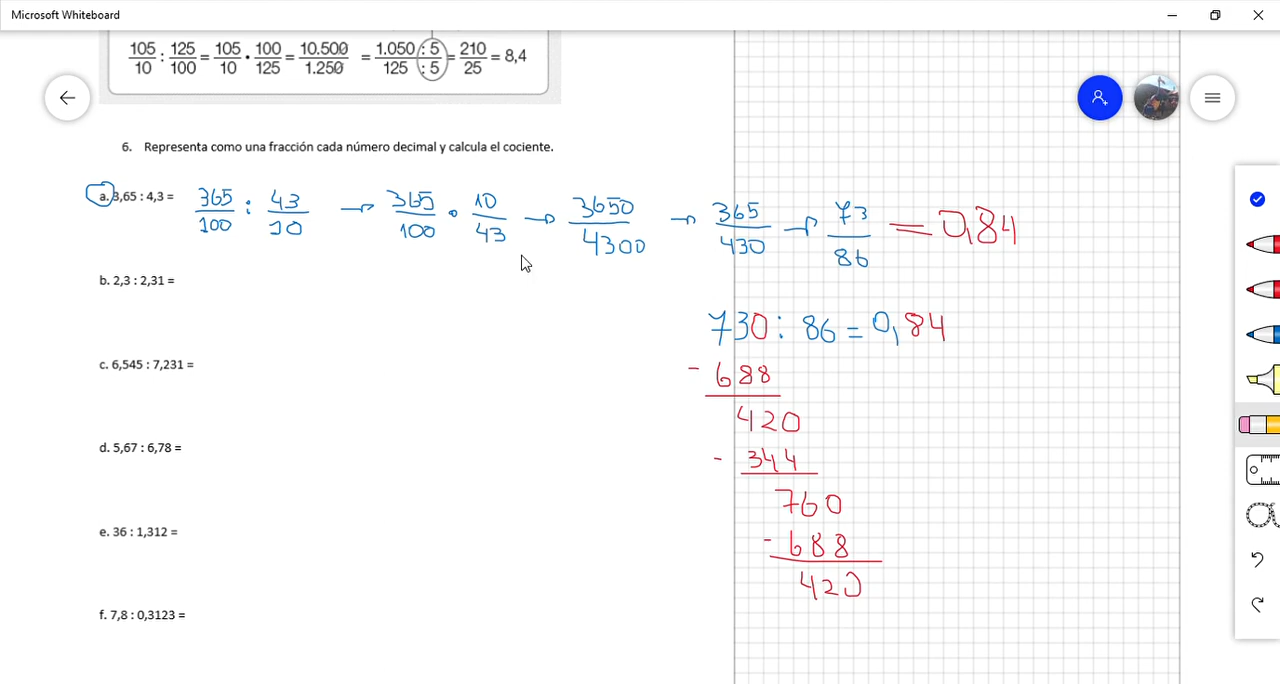 Microsoft Whiteboard
105/10 : 125/100 = 105/10 • 100/125 = 10.500/1.250 = 1.050 : 5/125 : 5 = 210/25 = 8,4
6. Representa como una fracción cada número decimal y calcula el cociente.
a. 3,65 : 4,3 = 365/100 : 43/10 → 365/100 • 10/43 → 3650/4300 → 365/430 → 73/86 = 0,84
b. 2,3 : 2,31 =
730 : 86 = 0,84
c. 6,545 : 7,231 =
- 688
420
d. 5,67 : 6,78 =
- 344
760
e. 36 : 1,312 =
- 688
420
f. 7,8 : 0,3123 =